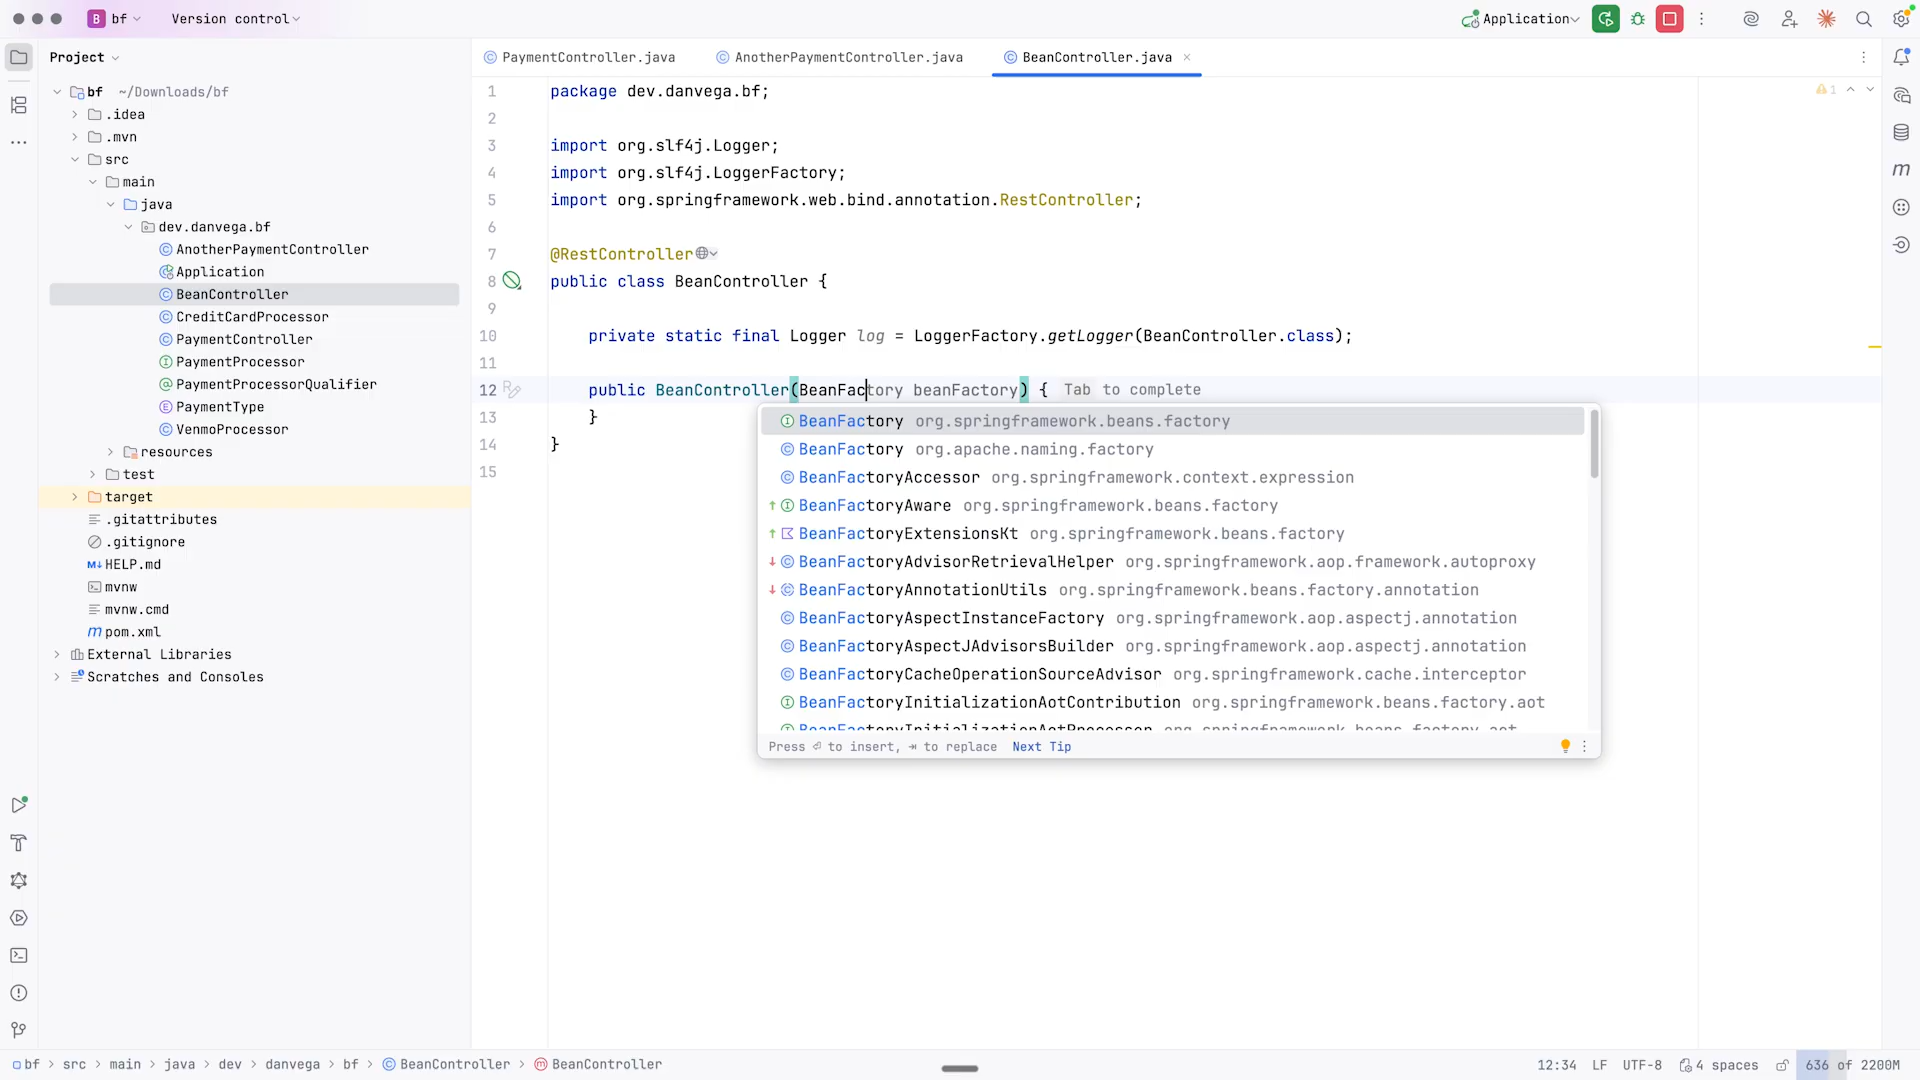 B bf Version control Application
Project
PaymentController.java AnotherPaymentController.java BeanController.java
bf ~/Downloads/bf
.idea
.mvn
src
main
java
dev.danvega.bf
AnotherPaymentController
Application
BeanController
CreditCardProcessor
PaymentController
PaymentProcessor
PaymentProcessorQualifier
PaymentType
VenmoProcessor
resources
test
target
.gitattributes
.gitignore
HELP.md
mvnw
mvnw.cmd
pom.xml
External Libraries
Scratches and Consoles
1 package dev.danvega.bf;
2
3 import org.slf4j.Logger;
4 import org.slf4j.LoggerFactory;
5 import org.springframework.web.bind.annotation.RestController;
6
7 @RestController
8 public class BeanController {
9
10 private static final Logger log = LoggerFactory.getLogger(BeanController.class);
11
12 public BeanController(BeanFactory beanFactory) { Tab to complete
13 }
14 }
15
1
BeanFactory org.springframework.beans.factory
BeanFactory org.apache.naming.factory
BeanFactoryAccessor org.springframework.context.expression
BeanFactoryAware org.springframework.beans.factory
BeanFactoryExtensionsKt org.springframework.beans.factory
BeanFactoryAdvisorRetrievalHelper org.springframework.aop.framework.autoproxy
BeanFactoryAnnotationUtils org.springframework.beans.factory.annotation
BeanFactoryAspectInstanceFactory org.springframework.aop.aspectj.annotation
BeanFactoryAspectJAdvisorsBuilder org.springframework.aop.aspectj.annotation
BeanFactoryCacheOperationSourceAdvisor org.springframework.cache.interceptor
BeanFactoryInitializationAotContribution org.springframework.beans.factory.aot
BeanFactoryInitializationAotProcessor org.springframework.beans.factory.aot
Press ⏎ to insert, ⇥ to replace Next Tip
bf > src > main > java > dev > danvega > bf > BeanController > BeanController
12:34 LF UTF-8 4 spaces 636 of 2200M